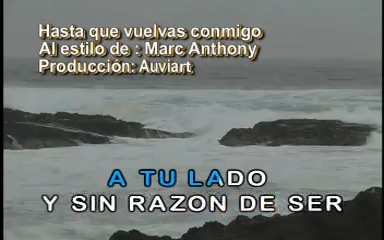 Hasta que vuelvas conmigo
Al estilo de : Marc Anthony
Producción: Auviart
A TU LADO
Y SIN RAZON DE SER